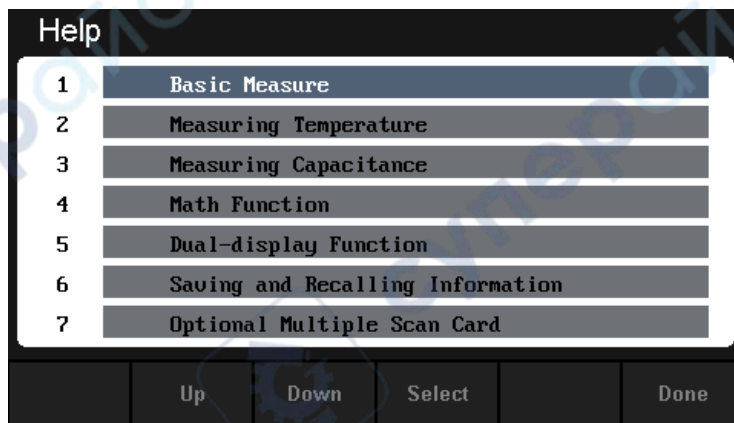 Help
1 Basic Measure
2 Measuring Temperature
3 Measuring Capacitance
4 Math Function
5 Dual-display Function
6 Saving and Recalling Information
7 Optional Multiple Scan Card
Up Down Select Done